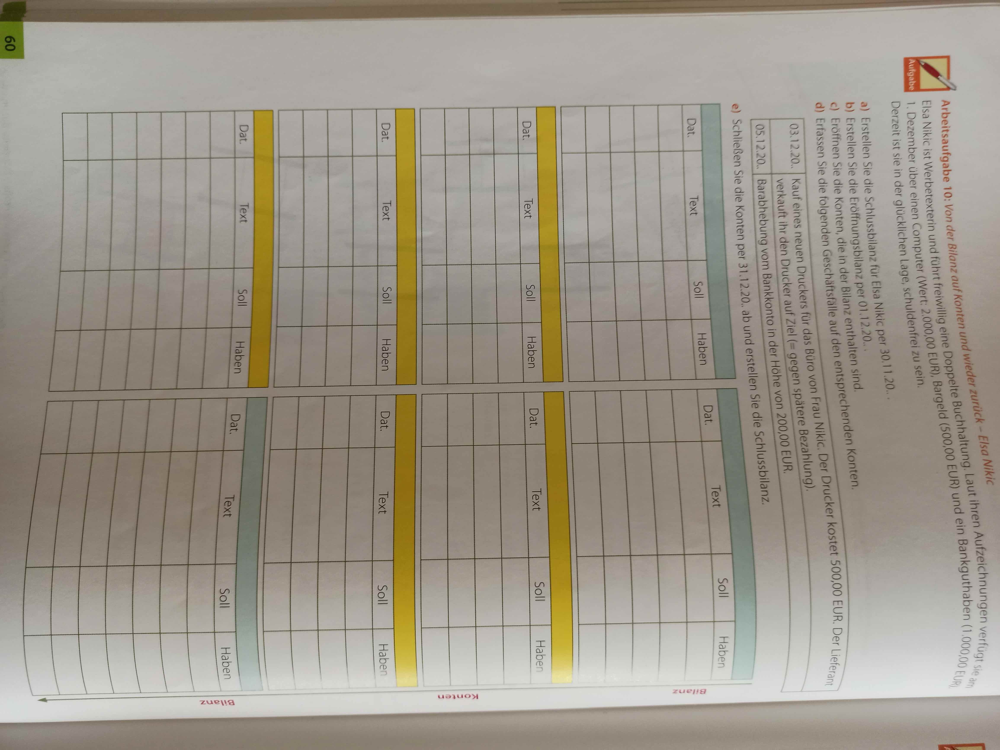 Arbeitsaufgabe 10: Von der Bilanz auf Konten und wieder zurück – Elsa Nikic
Elsa Nikic ist Werbetexterin und führt freiwillig eine Doppelte Buchhaltung. Laut ihren Aufzeichnungen verfügt sie am
1. Dezember über einen Computer (Wert: 2.000,00 EUR), Bargeld (500,00 EUR) und ein Bankguthaben (1.000,00 EUR).
Derzeit ist sie in der glücklichen Lage, schuldenfrei zu sein.
Aufgabe
a) Erstellen Sie die Schlussbilanz für Elsa Nikic per 30.11.20.. .
b) Erstellen Sie die Eröffnungsbilanz per 01.12.20.. .
c) Eröffnen Sie die Konten, die in der Bilanz enthalten sind.
d) Erfassen Sie die folgenden Geschäftsfälle auf den entsprechenden Konten.
03.12.20.. Kauf eines neuen Druckers für das Büro von Frau Nikic. Der Drucker kostet 500,00 EUR. Der Lieferant
verkauft ihr den Drucker auf Ziel (= gegen spätere Bezahlung).
05.12.20.. Barabhebung vom Bankkonto in der Höhe von 200,00 EUR.
e) Schließen Sie die Konten per 31.12.20.. ab und erstellen Sie die Schlussbilanz.
Dat. Text Soll Haben
Dat. Text Soll Haben
Bilanz
Dat. Text Soll Haben
Dat. Text Soll Haben
Konten
Dat. Text Soll Haben
Dat. Text Soll Haben
Dat. Text Soll Haben
Dat. Text Soll Haben
Bilanz
60